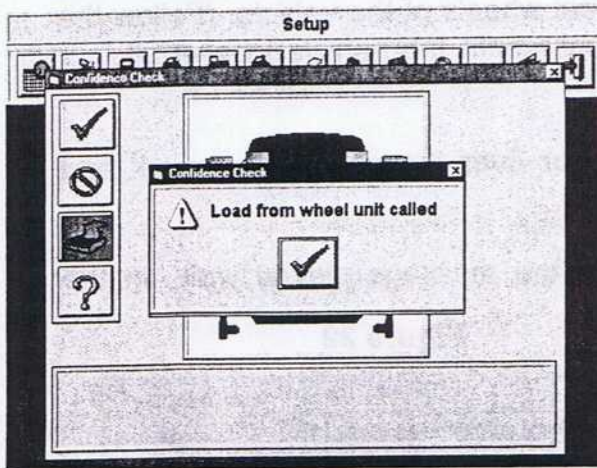 Setup
Confidence Check
Confidence Check
Load from wheel unit called
?